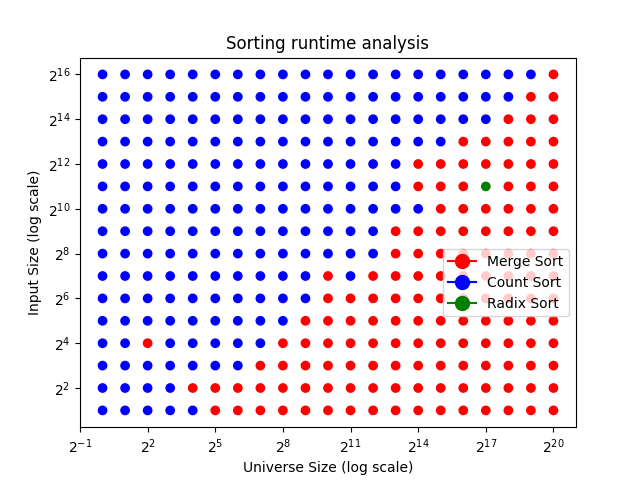 Sorting runtime analysis
Input Size (log scale)
2^16
2^14
2^12
2^10
2^8
2^6
2^4
2^2
Merge Sort
Count Sort
Radix Sort
2^−1 2^2 2^5 2^8 2^11 2^14 2^17 2^20
Universe Size (log scale)